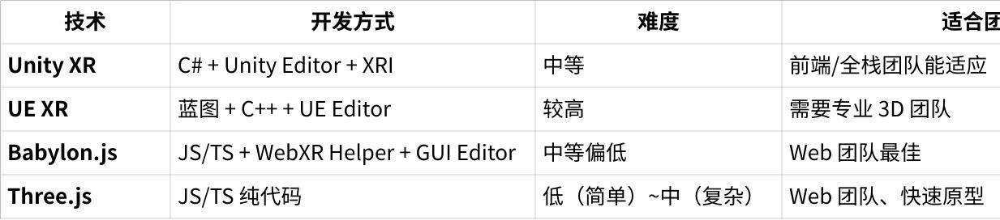 技术 开发方式 难度 适合团
Unity XR C# + Unity Editor + XRI 中等 前端/全栈团队能适应
UE XR 蓝图 + C++ + UE Editor 较高 需要专业 3D 团队
Babylon.js JS/TS + WebXR Helper + GUI Editor 中等偏低 Web 团队最佳
Three.js JS/TS 纯代码 低（简单）~中（复杂） Web 团队、快速原型